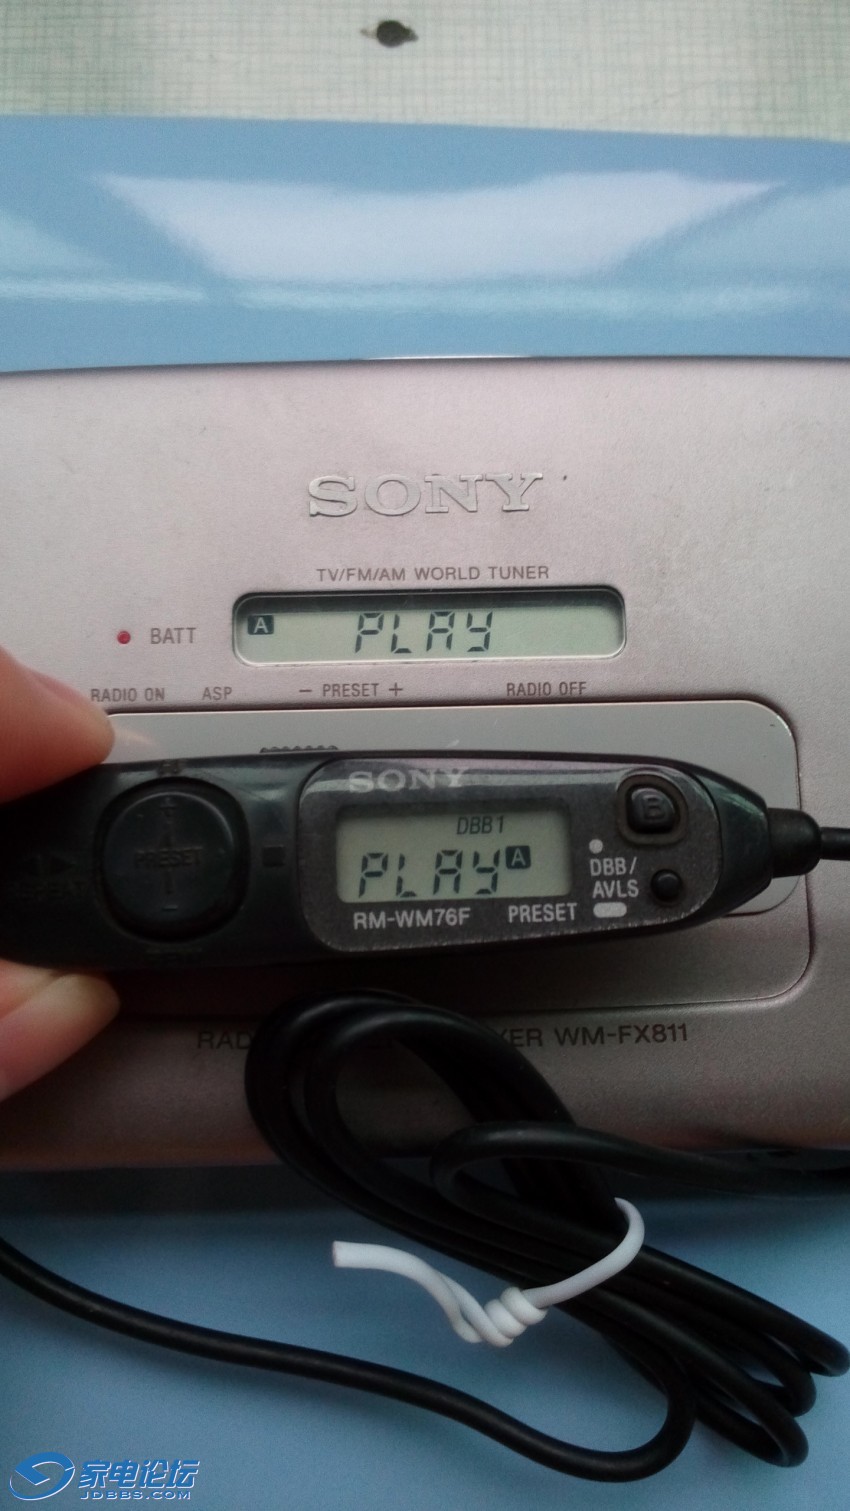 SONY
TV/FM/AM WORLD TUNER
A PLAY
BATT
RADIO ON ASP − PRESET + RADIO OFF
SONY
B
DBB1
PLAY A
+
PRESET
−
DBB/
AVLS
RM-WM76F PRESET
RAD YER WM-FX811
家电论坛
JDBBS.COM